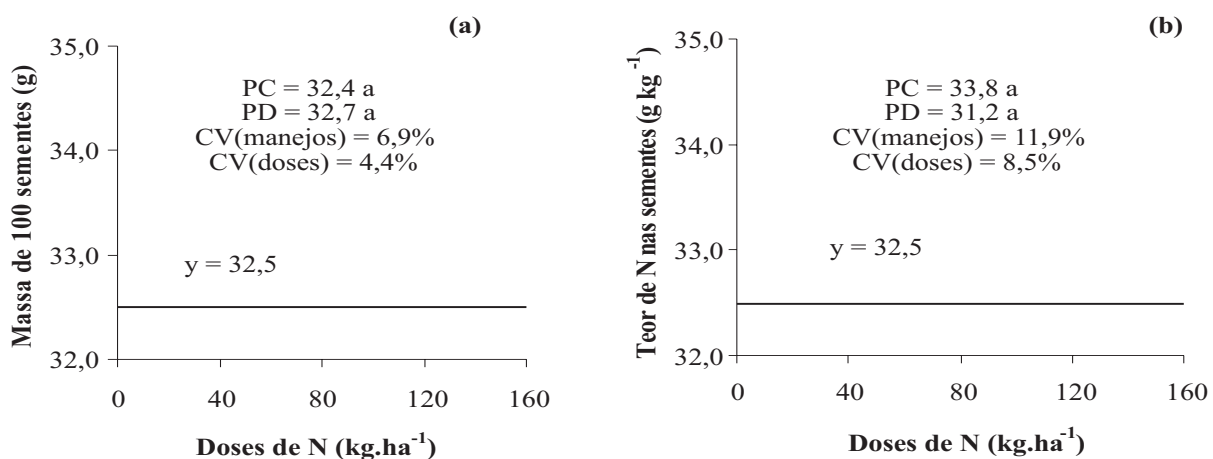 (a)
Massa de 100 sementes (g)
35,0
34,0
33,0
32,0
PC = 32,4 a
PD = 32,7 a
CV(manejos) = 6,9%
CV(doses) = 4,4%
y = 32,5
0 40 80 120 160
Doses de N (kg.ha⁻¹)
(b)
Teor de N nas sementes (g kg⁻¹)
35,0
34,0
33,0
32,0
PC = 33,8 a
PD = 31,2 a
CV(manejos) = 11,9%
CV(doses) = 8,5%
y = 32,5
0 40 80 120 160
Doses de N (kg.ha⁻¹)